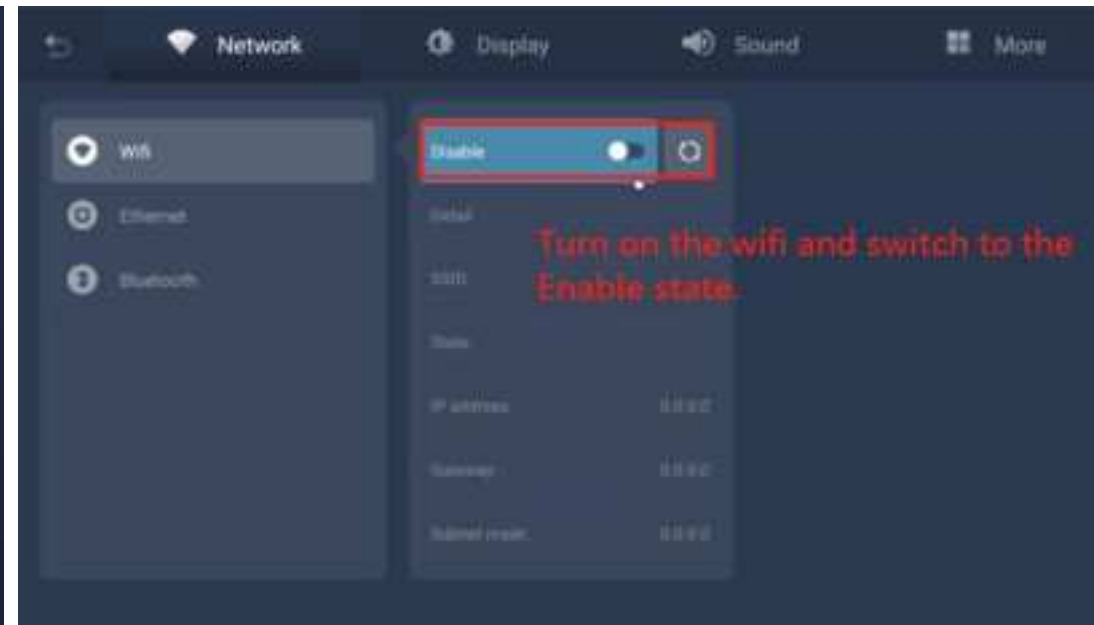 Network
Display
Sound
More
Wifi
Disable
Ethernet
Detail
Turn on the wifi and switch to the
Enable state.
Bluetooth
SSID
State
IP address 0.0.0.0
Gateway 0.0.0.0
Subnet mask 0.0.0.0